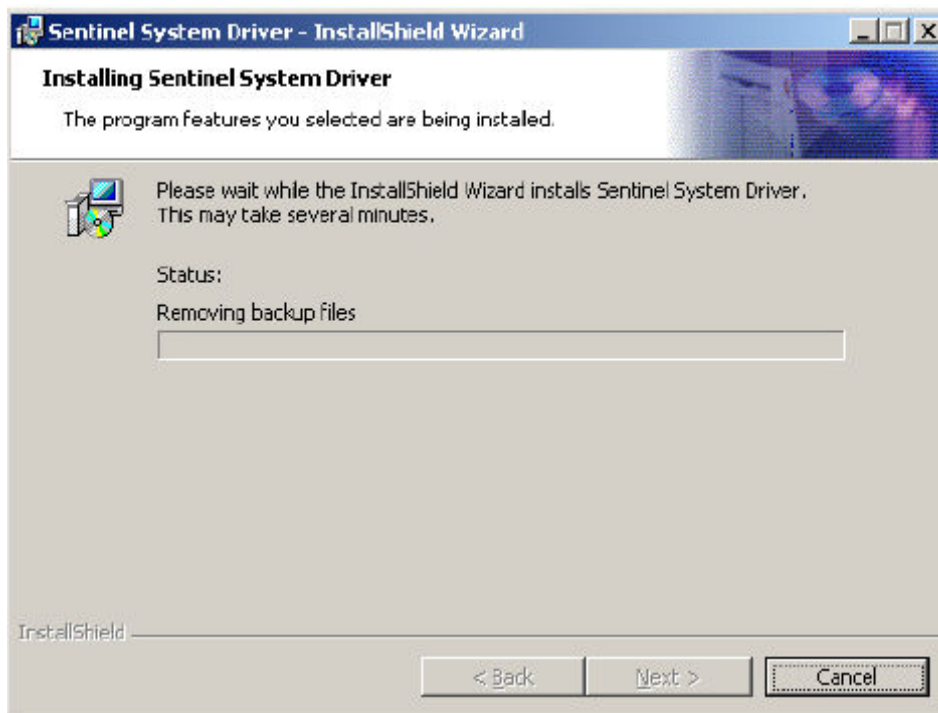 Sentinel System Driver - InstallShield Wizard
Installing Sentinel System Driver
The program features you selected are being installed.
Please wait while the InstallShield Wizard installs Sentinel System Driver.
This may take several minutes.
Status:
Removing backup files
InstallShield
< Back
Next >
Cancel